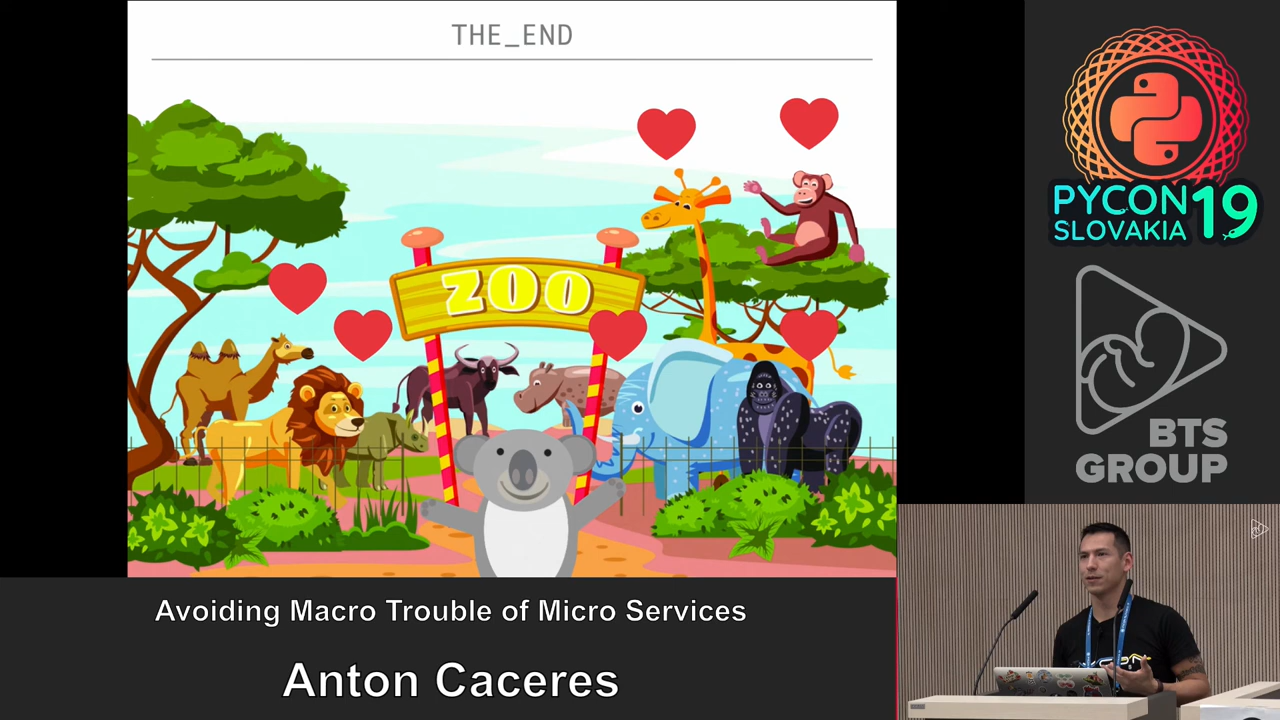 THE_END
ZOO
PYCON
SLOVAKIA
19
BTS
GROUP
Avoiding Macro Trouble of Micro Services
Anton Caceres